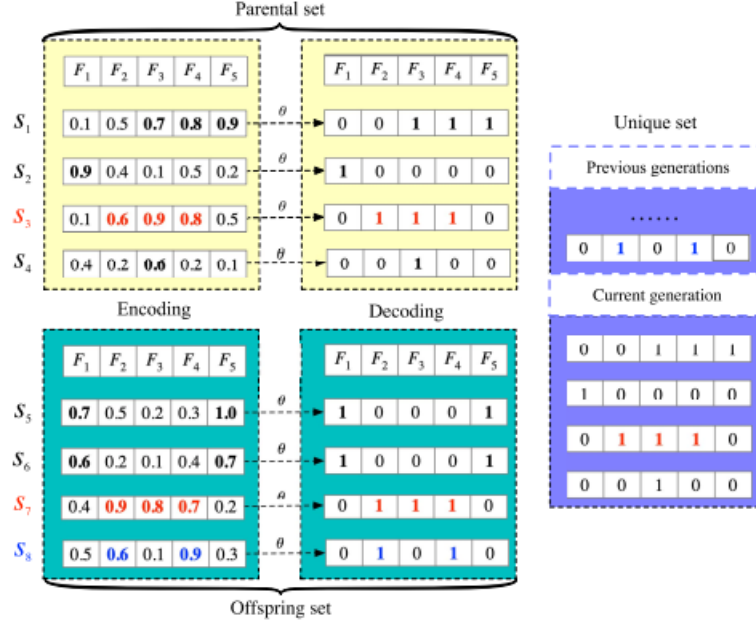 Parental set
F1 F2 F3 F4 F5
F1 F2 F3 F4 F5
S1 0.1 0.5 0.7 0.8 0.9 θ 0 0 1 1 1
S2 0.9 0.4 0.1 0.5 0.2 θ 1 0 0 0 0
S3 0.1 0.6 0.9 0.8 0.5 θ 0 1 1 1 0
S4 0.4 0.2 0.6 0.2 0.1 θ 0 0 1 0 0
Encoding
Decoding
F1 F2 F3 F4 F5
F1 F2 F3 F4 F5
S5 0.7 0.5 0.2 0.3 1.0 θ 1 0 0 0 1
S6 0.6 0.2 0.1 0.4 0.7 θ 1 0 0 0 1
S7 0.4 0.9 0.8 0.7 0.2 θ 0 1 1 1 0
S8 0.5 0.6 0.1 0.9 0.3 θ 0 1 0 1 0
Offspring set
Unique set
Previous generations
......
0 1 0 1 0
Current generation
0 0 1 1 1
1 0 0 0 0
0 1 1 1 0
0 0 1 0 0